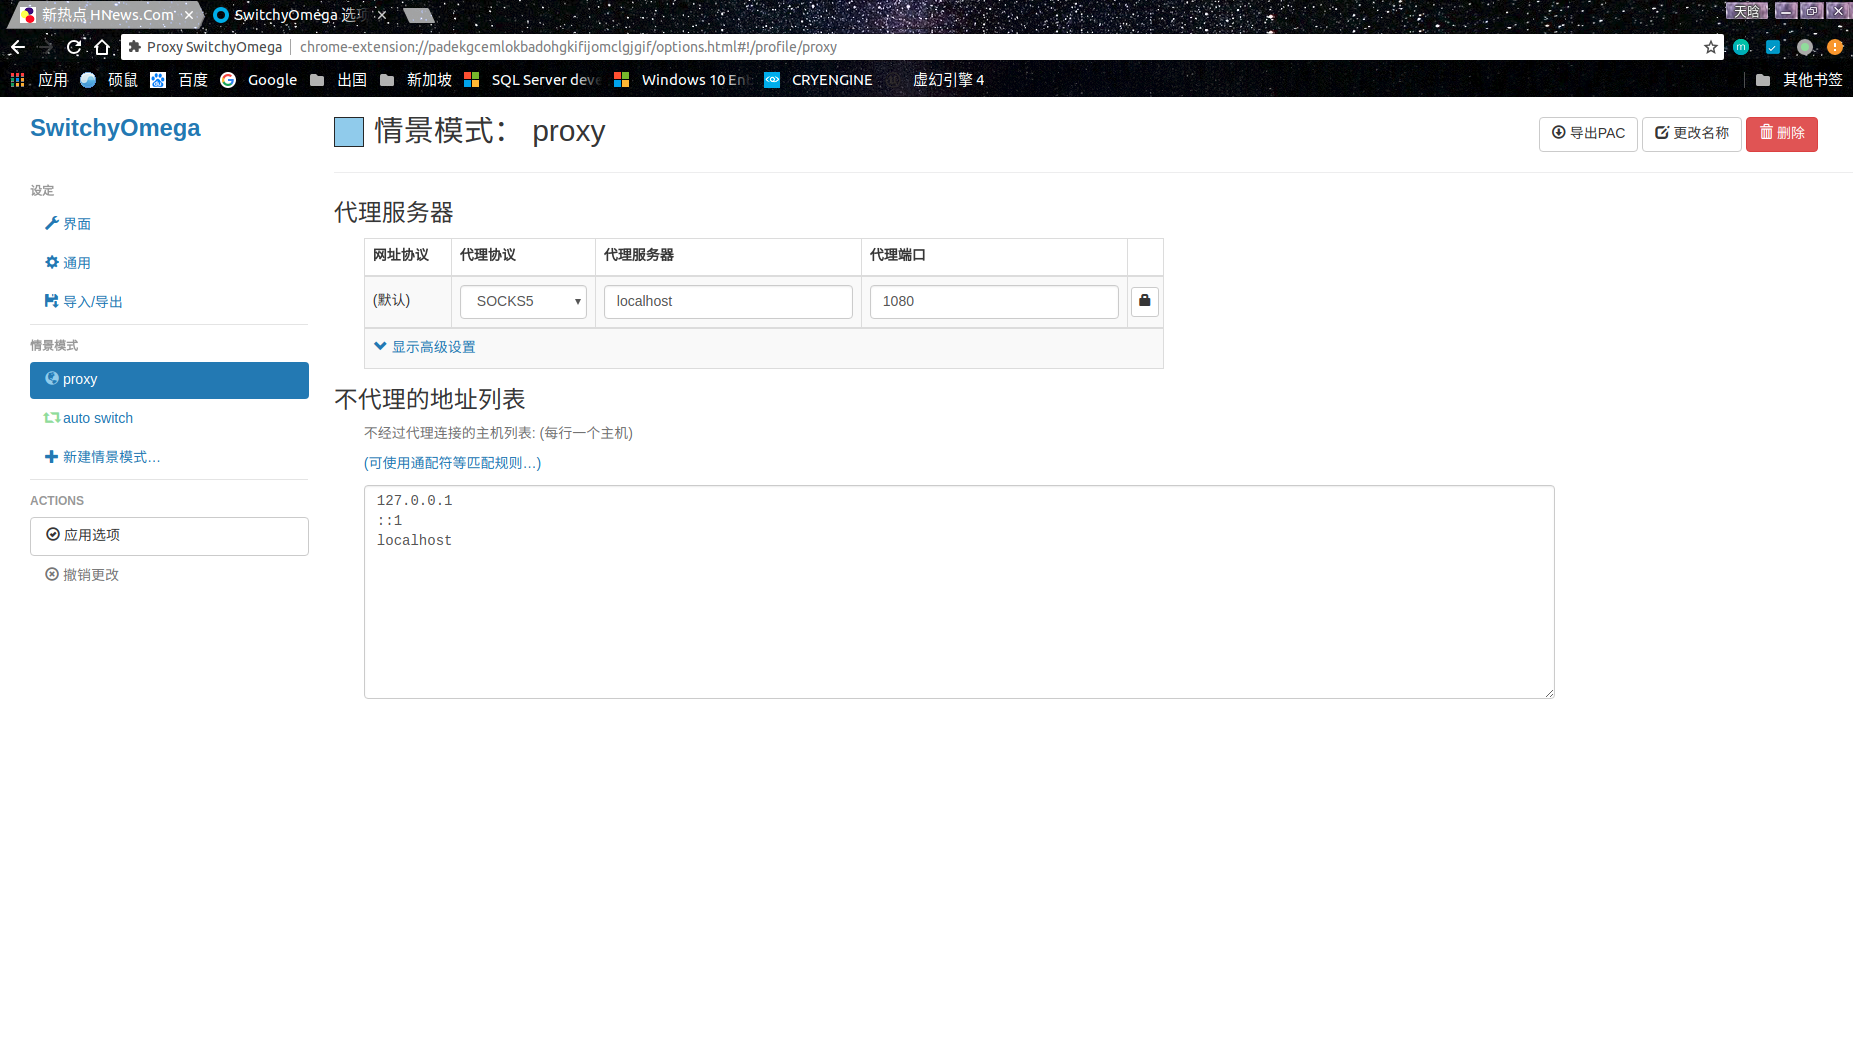 新热点 HNews.Com
SwitchyOmega 选项
天晗
Proxy SwitchyOmega
chrome-extension://padekgcemlokbadohgkifijomclgjgif/options.html#!/profile/proxy
应用
硕鼠
百度
Google
出国
新加坡
SQL Server deve
Windows 10 En
CRYENGINE
虚幻引擎 4
其他书签
SwitchyOmega
设定
界面
通用
导入/导出
情景模式
proxy
auto switch
新建情景模式…
ACTIONS
应用选项
撤销更改
情景模式： proxy
导出PAC
更改名称
删除
代理服务器
网址协议 代理协议 代理服务器 代理端口
(默认) SOCKS5 localhost 1080
显示高级设置
不代理的地址列表
不经过代理连接的主机列表: (每行一个主机)
(可使用通配符等匹配规则…)
127.0.0.1
::1
localhost